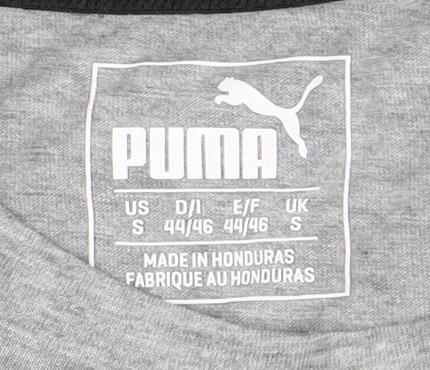 PUMA
US D/I E/F UK
S 44/46 44/46 S
MADE IN HONDURAS
FABRIQUE AU HONDURAS